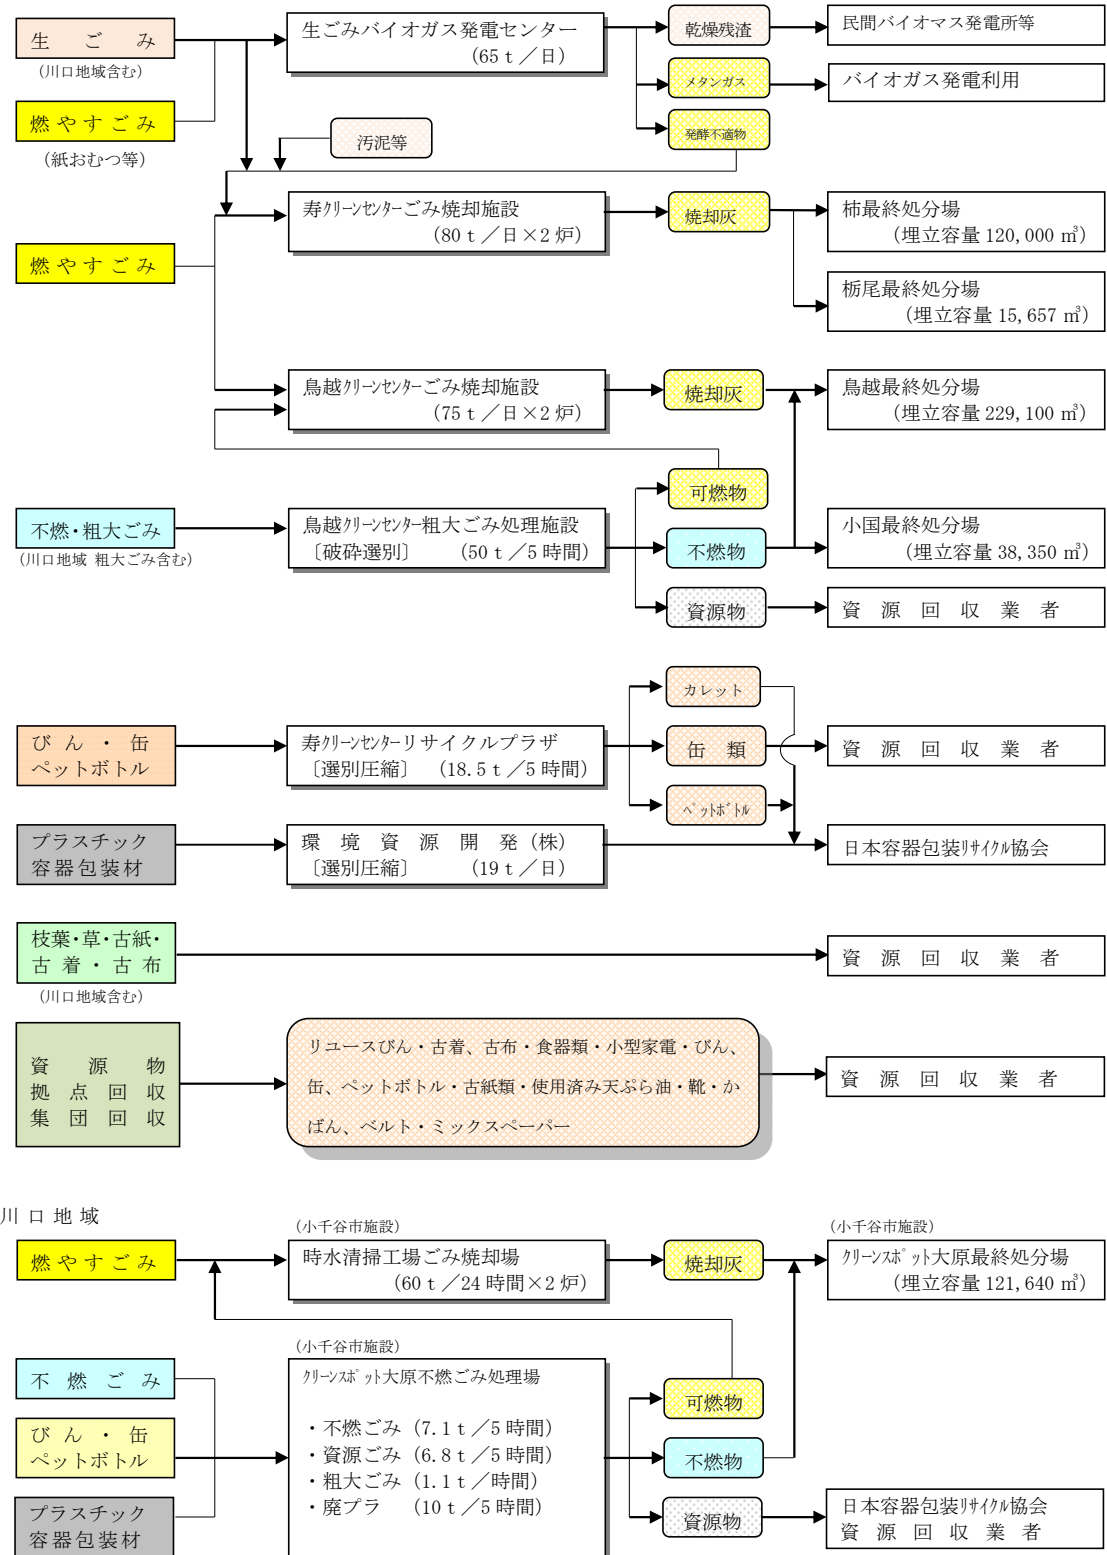 生ごみ
(川口地域含む)
生ごみバイオガス発電センター
(65ｔ／日)
乾燥残渣
民間バイオマス発電所等
メタンガス
バイオガス発電利用
燃やすごみ
(紙おむつ等)
汚泥等
発酵不適物
燃やすごみ
寿ｸﾘｰﾝｾﾝﾀｰごみ焼却施設
(80ｔ／日×2 炉)
焼却灰
柿最終処分場
(埋立容量 120,000 ㎥)
栃尾最終処分場
(埋立容量 15,657 ㎥)
鳥越ｸﾘｰﾝｾﾝﾀｰごみ焼却施設
(75ｔ／日×2 炉)
焼却灰
鳥越最終処分場
(埋立容量 229,100 ㎥)
不燃・粗大ごみ
(川口地域 粗大ごみ含む)
鳥越ｸﾘｰﾝｾﾝﾀｰ粗大ごみ処理施設
〔破砕選別〕 (50ｔ／5 時間)
可燃物
不燃物
資源物
小国最終処分場
(埋立容量 38,350 ㎥)
資源回収業者
びん・缶
ペットボトル
寿ｸﾘｰﾝｾﾝﾀｰリサイクルプラザ
〔選別圧縮〕 (18.5ｔ／5 時間)
カレット
缶類
ﾍﾟｯﾄﾎﾞﾄﾙ
資源回収業者
プラスチック
容器包装材
環境資源開発(株)
〔選別圧縮〕 (19ｔ／日)
日本容器包装ﾘｻｲｸﾙ協会
枝葉・草・古紙・
古着・古布
(川口地域含む)
資源回収業者
資源物
拠点回収
集団回収
リユースびん・古着、古布・食器類・小型家電・びん、
缶、ペットボトル・古紙類・使用済み天ぷら油・靴・か
ばん、ベルト・ミックスペーパー
資源回収業者
川口地域
燃やすごみ
(小千谷市施設)
時水清掃工場ごみ焼却場
(60ｔ／24 時間×2 炉)
焼却灰
(小千谷市施設)
ｸﾘｰﾝｽﾎﾟｯﾄ大原最終処分場
(埋立容量 121,640 ㎥)
不燃ごみ
びん・缶
ペットボトル
プラスチック
容器包装材
(小千谷市施設)
ｸﾘｰﾝｽﾎﾟｯﾄ大原不燃ごみ処理場
・不燃ごみ (7.1ｔ／5 時間)
・資源ごみ (6.8ｔ／5 時間)
・粗大ごみ (1.1ｔ／時間)
・廃プラ (10ｔ／5 時間)
可燃物
不燃物
資源物
日本容器包装ﾘｻｲｸﾙ協会
資源回収業者